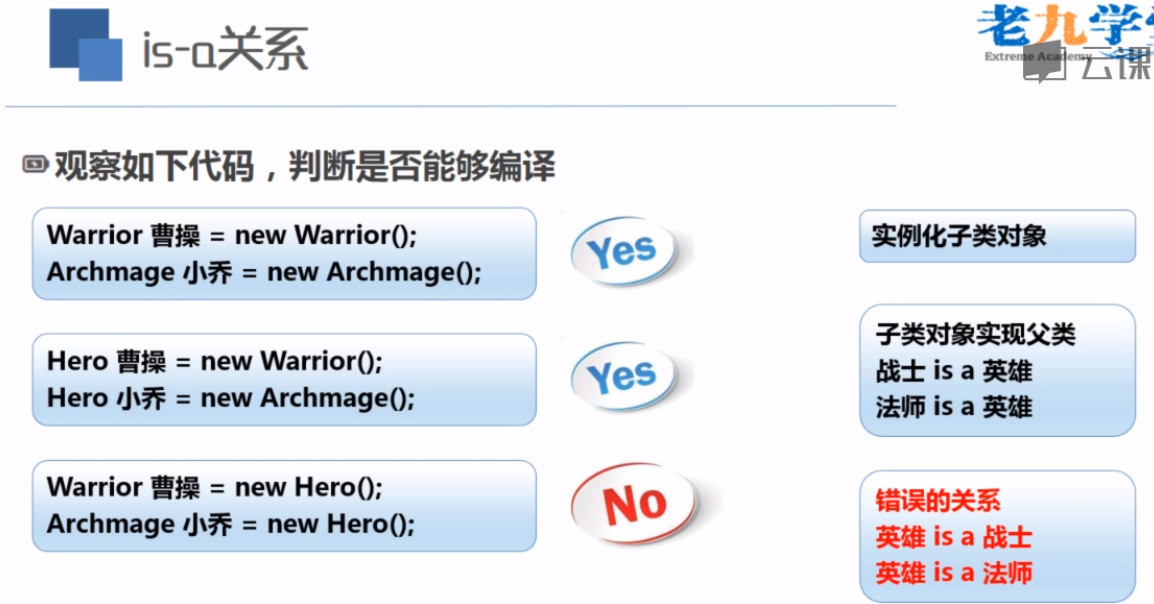 is-a关系
老九学堂
Extreme Academy
云课
观察如下代码，判断是否能够编译
Warrior 曹操 = new Warrior();
Archmage 小乔 = new Archmage();
Yes
实例化子类对象
Hero 曹操 = new Warrior();
Hero 小乔 = new Archmage();
Yes
子类对象实现父类
战士 is a 英雄
法师 is a 英雄
Warrior 曹操 = new Hero();
Archmage 小乔 = new Hero();
No
错误的关系
英雄 is a 战士
英雄 is a 法师